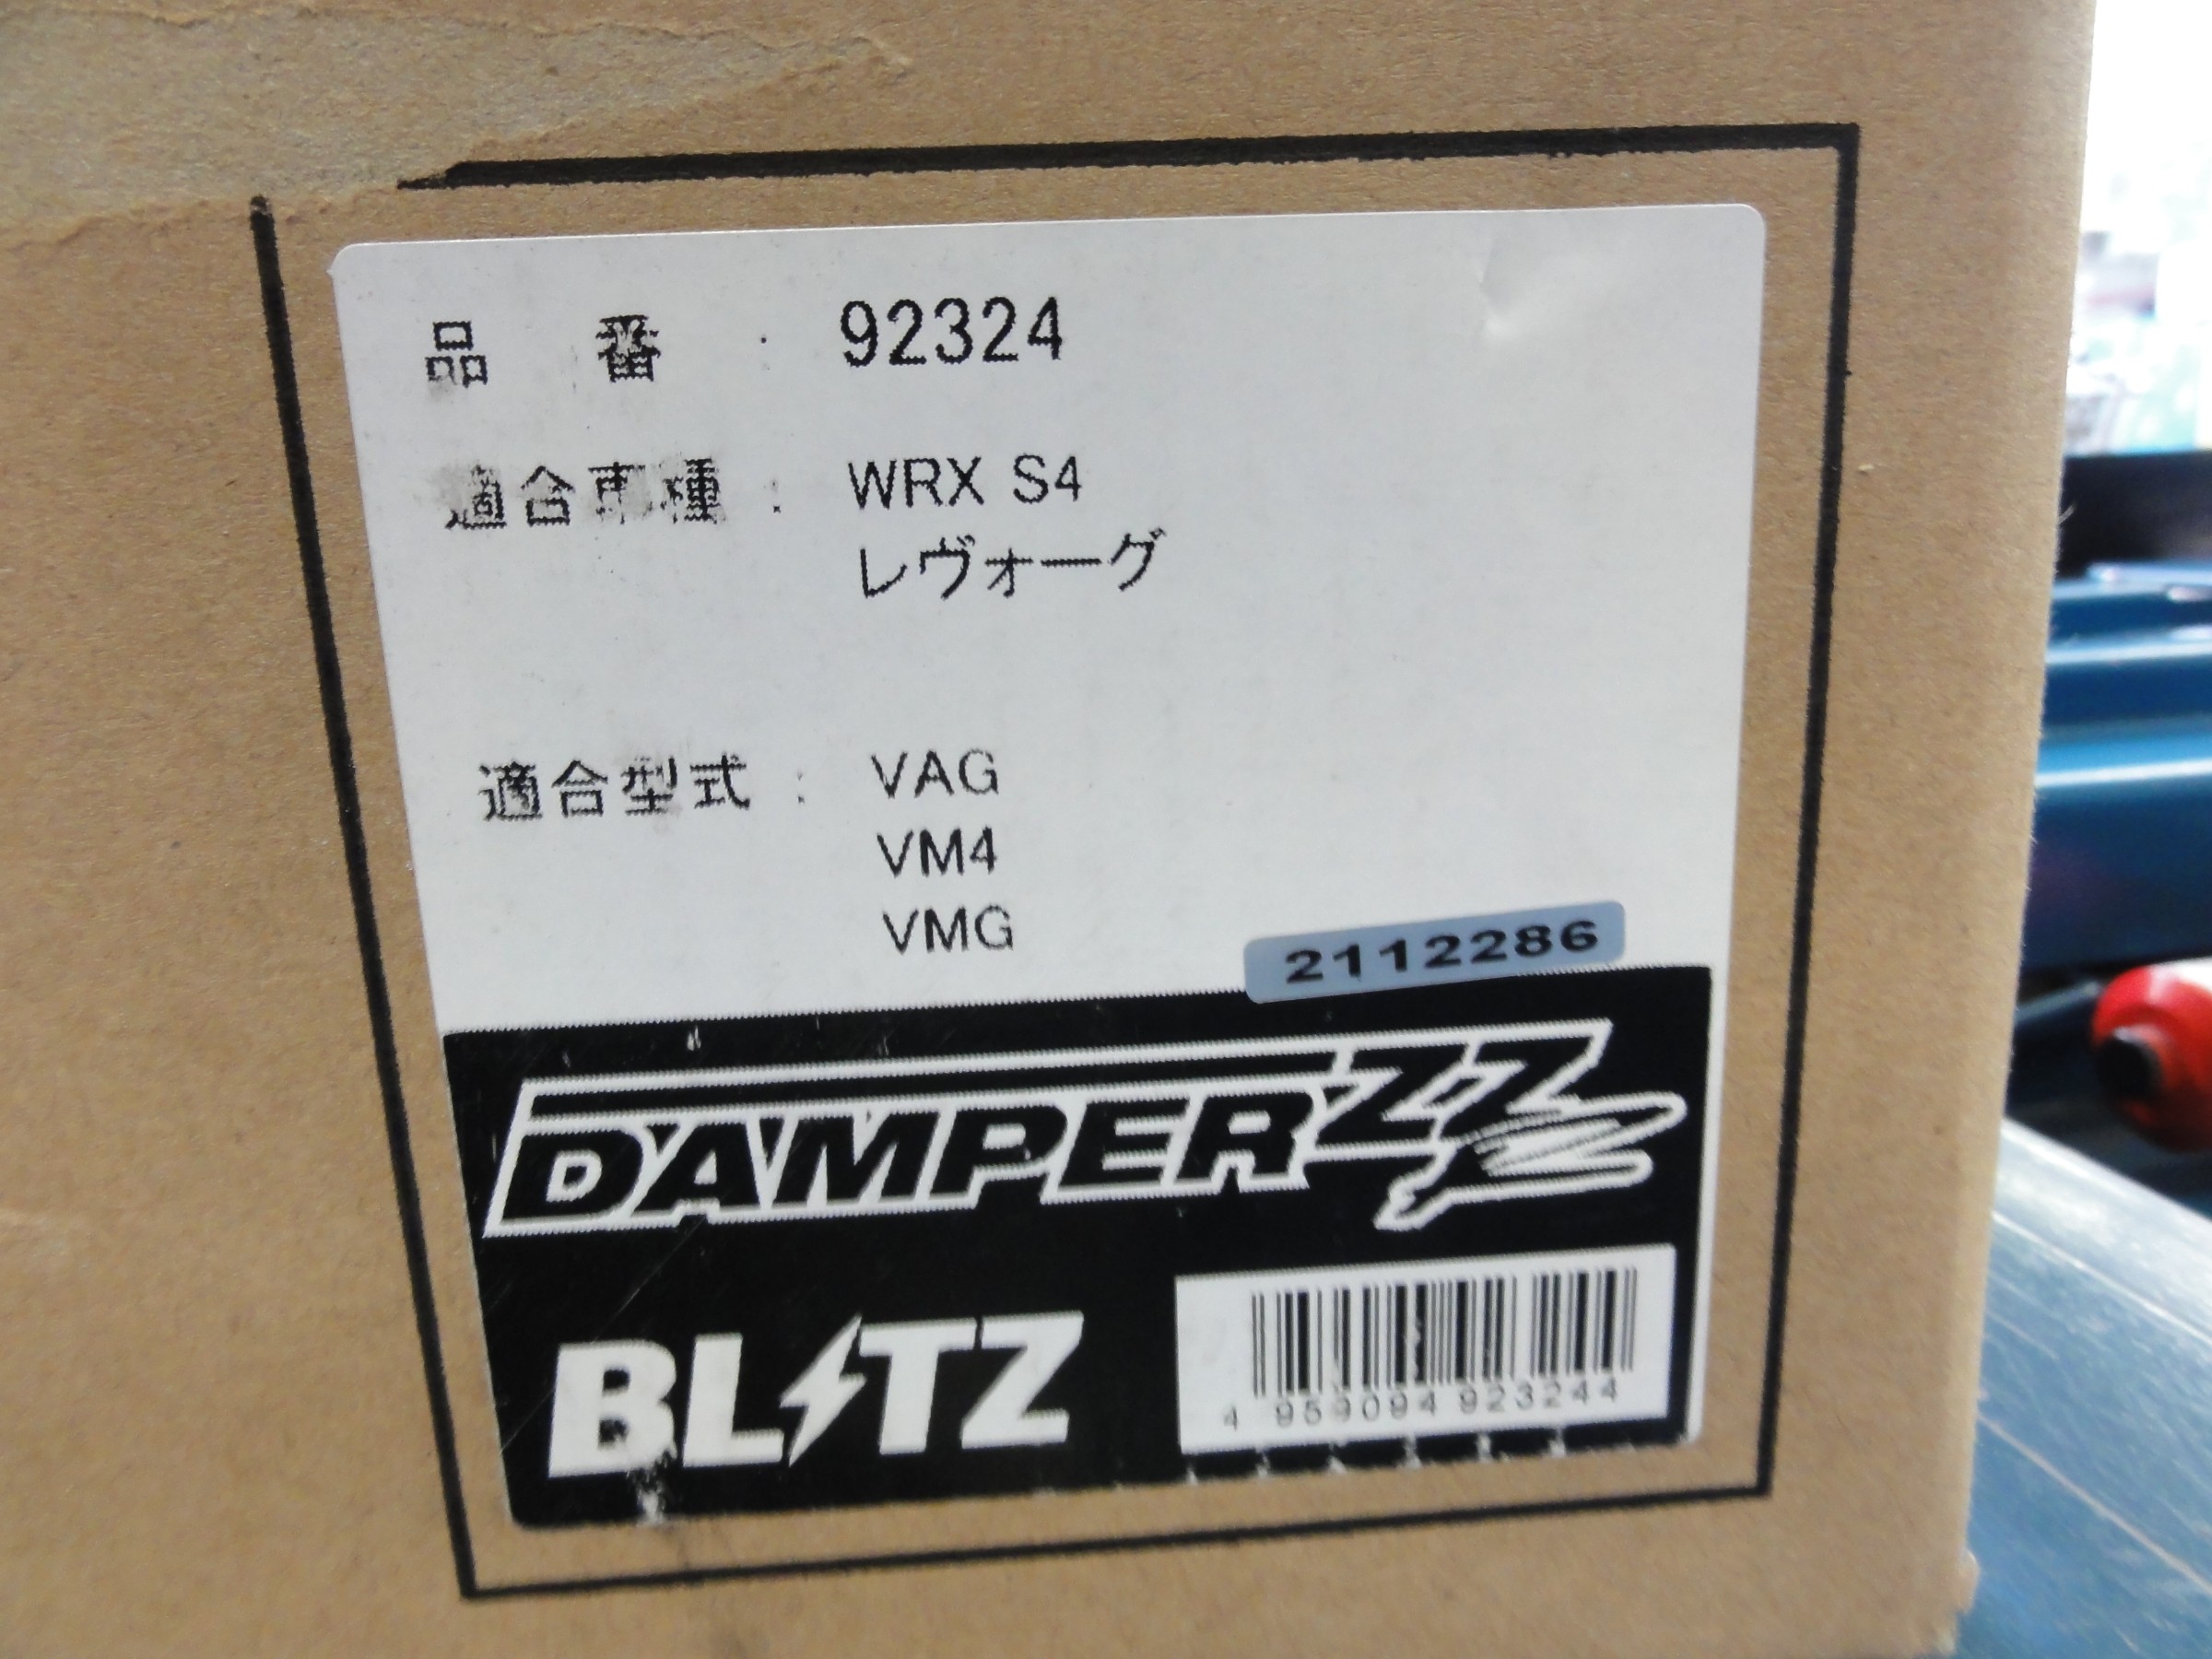 品番 : 92324
適合車種 : WRX S4
レヴォーグ
適合型式 : VAG
VM4
VMG
2112286
DAMPER ZZR
BLITZ
4 959094 923244